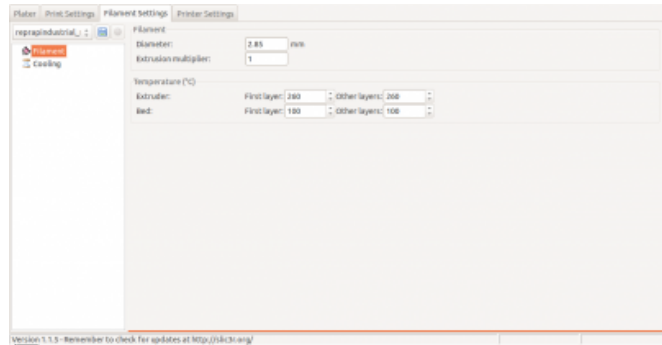 Plater Print Settings Filament Settings Printer Settings
reprapindustrial_
Filament
Cooling
Filament
Diameter: 2.85 mm
Extrusion multiplier: 1
Temperature (°C)
Extruder: First layer: 260 Other layers: 260
Bed: First layer: 100 Other layers: 100
Version 1.1.5 - Remember to check for updates at http://slic3r.org/